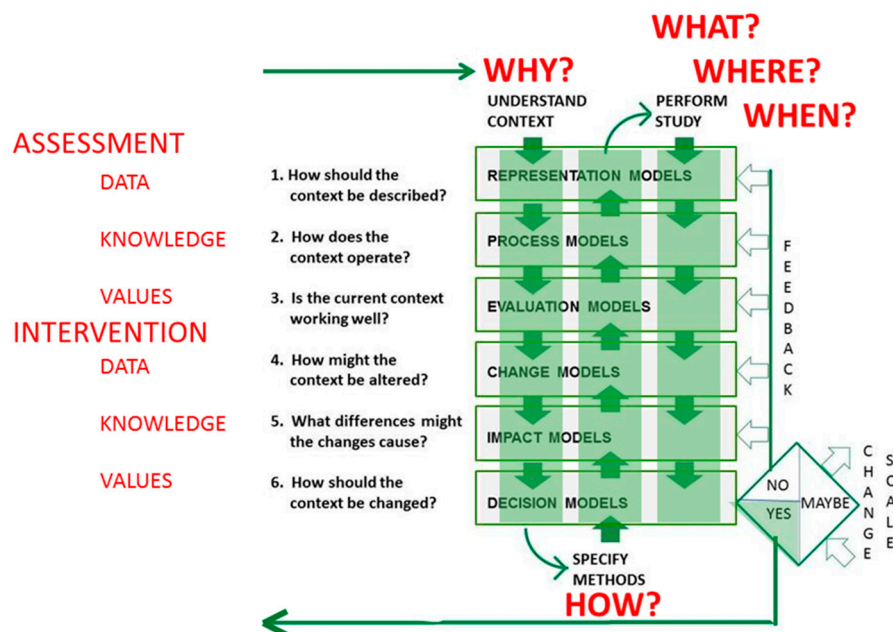 WHAT?
WHY?
WHERE?
UNDERSTAND
CONTEXT
PERFORM
STUDY
WHEN?
ASSESSMENT
DATA
1. How should the
context be described?
REPRESENTATION MODELS
KNOWLEDGE
2. How does the
context operate?
PROCESS MODELS
VALUES
3. Is the current context
working well?
EVALUATION MODELS
INTERVENTION
DATA
4. How might the
context be altered?
CHANGE MODELS
KNOWLEDGE
5. What differences might
the changes cause?
IMPACT MODELS
VALUES
6. How should the
context be changed?
DECISION MODELS
FEEDBACK
NO
YES
MAYBE
CHANGE
SCALE
SPECIFY
METHODS
HOW?